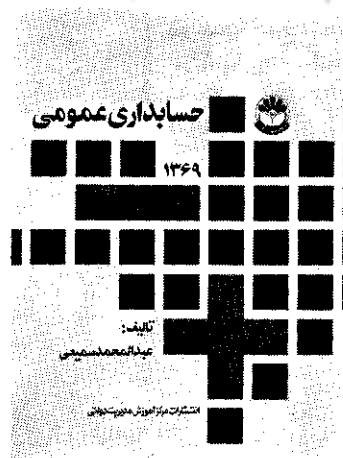 حسابداری عمومی
۱۳۶۹
تالیف:
عبدالمحمد سمیعی
انتشارات مرکز آموزش مدیریت دولتی